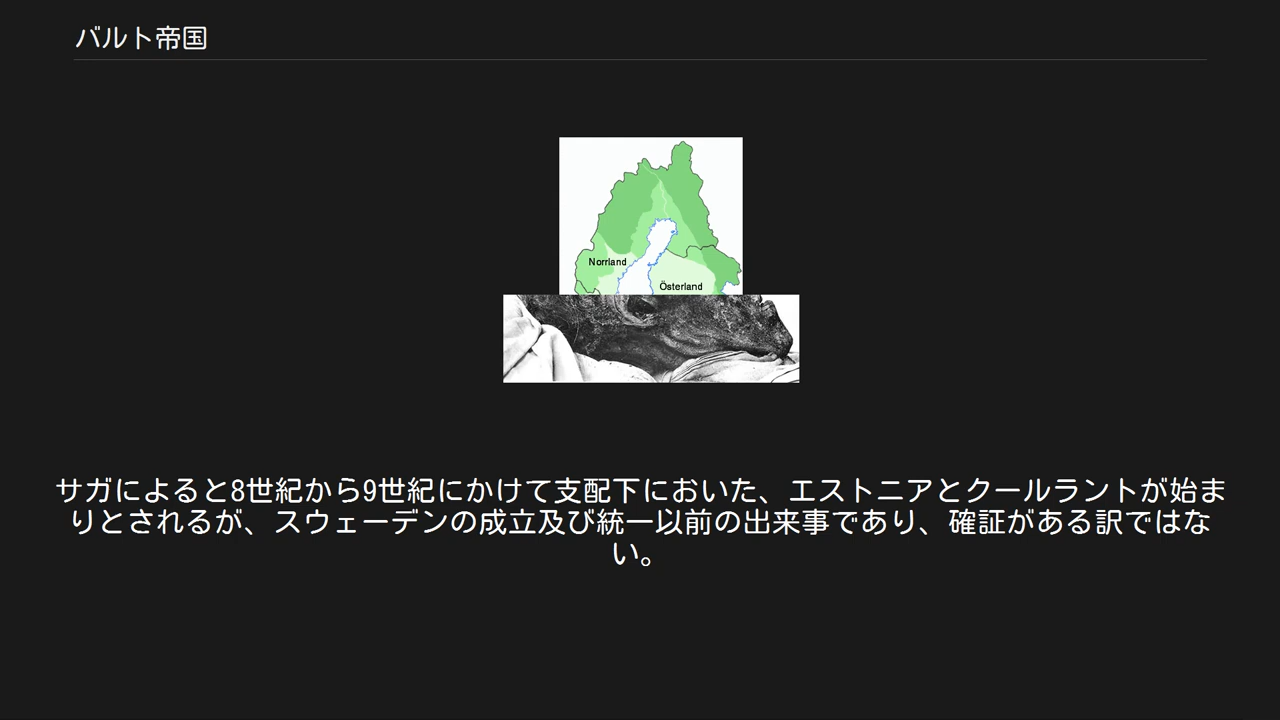 バルト帝国
Norrland
Österland
サガによると8世紀から9世紀にかけて支配下においた、エストニアとクールラントが始ま
りとされるが、スウェーデンの成立及び統一以前の出来事であり、確証がある訳ではな
い。